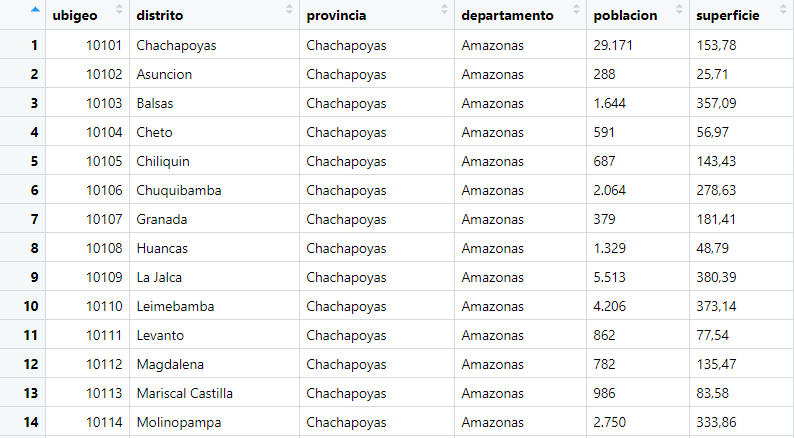 ubigeo distrito provincia departamento poblacion superficie
1 10101 Chachapoyas Chachapoyas Amazonas 29.171 153,78
2 10102 Asuncion Chachapoyas Amazonas 288 25,71
3 10103 Balsas Chachapoyas Amazonas 1.644 357,09
4 10104 Cheto Chachapoyas Amazonas 591 56,97
5 10105 Chiliquin Chachapoyas Amazonas 687 143,43
6 10106 Chuquibamba Chachapoyas Amazonas 2.064 278,63
7 10107 Granada Chachapoyas Amazonas 379 181,41
8 10108 Huancas Chachapoyas Amazonas 1.329 48,79
9 10109 La Jalca Chachapoyas Amazonas 5.513 380,39
10 10110 Leimebamba Chachapoyas Amazonas 4.206 373,14
11 10111 Levanto Chachapoyas Amazonas 862 77,54
12 10112 Magdalena Chachapoyas Amazonas 782 135,47
13 10113 Mariscal Castilla Chachapoyas Amazonas 986 83,58
14 10114 Molinopampa Chachapoyas Amazonas 2.750 333,86